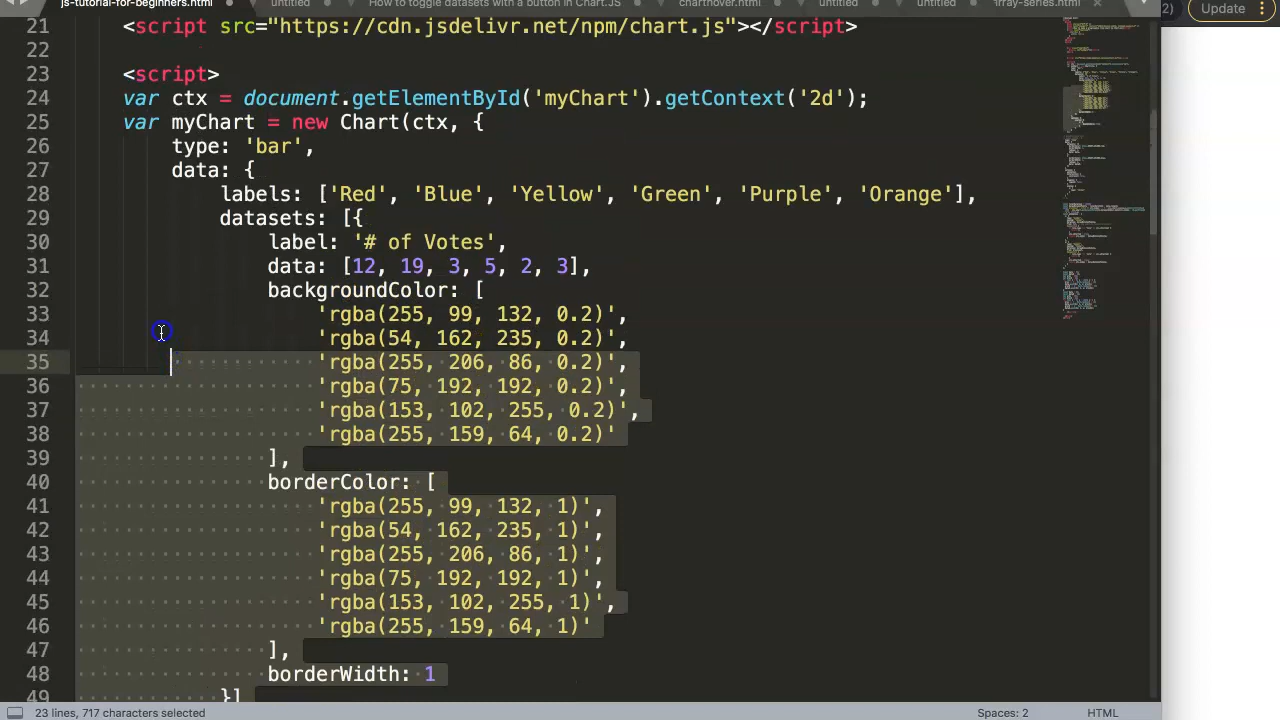 js-tutorial-for-beginners.html untitled How to toggle datasets with a button in Chart.JS charthover.html untitled untitled array-series.html
2) Update
21 <script src="https://cdn.jsdelivr.net/npm/chart.js"></script>
22
23 <script>
24 var ctx = document.getElementById('myChart').getContext('2d');
25 var myChart = new Chart(ctx, {
26 type: 'bar',
27 data: {
28 labels: ['Red', 'Blue', 'Yellow', 'Green', 'Purple', 'Orange'],
29 datasets: [{
30 label: '# of Votes',
31 data: [12, 19, 3, 5, 2, 3],
32 backgroundColor: [
33 'rgba(255, 99, 132, 0.2)',
34 'rgba(54, 162, 235, 0.2)',
35 'rgba(255, 206, 86, 0.2)',
36 'rgba(75, 192, 192, 0.2)',
37 'rgba(153, 102, 255, 0.2)',
38 'rgba(255, 159, 64, 0.2)'
39 ],
40 borderColor: [
41 'rgba(255, 99, 132, 1)',
42 'rgba(54, 162, 235, 1)',
43 'rgba(255, 206, 86, 1)',
44 'rgba(75, 192, 192, 1)',
45 'rgba(153, 102, 255, 1)',
46 'rgba(255, 159, 64, 1)'
47 ],
48 borderWidth: 1
49 }]
23 lines, 717 characters selected Spaces: 2 HTML